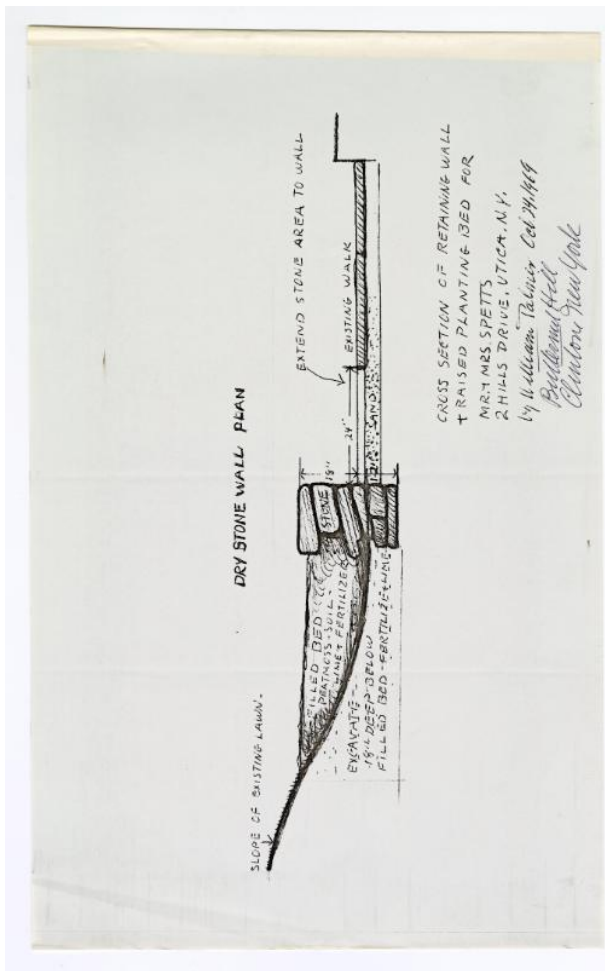 DRY STONE WALL PLAN
SLOPE OF EXISTING LAWN.
EXTEND STONE AREA TO WALL
FILLED BED
PEATMOSS-SOIL-
LIME+FERTILIZER
STONE
18"
24"
EXISTING WALK
SAND
EXCAVATE-
18" DEEP BELOW
FILLED BED-FERTILIZE+LIME
CROSS SECTION OF RETAINING WALL
+ RAISED PLANTING BED FOR
MR.+ MRS. SPETTS
2 HILLS DRIVE, UTICA, N.Y.
by William Palmer Oct 24, 1969
Butternut Hill
Clinton New York